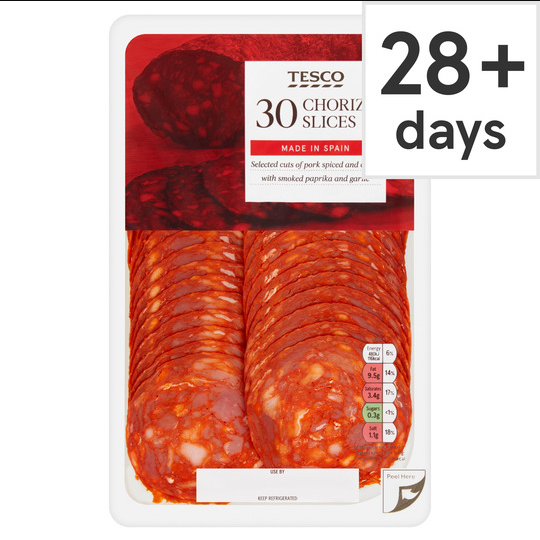 28+
days
TESCO
30 CHORIZ
SLICES
MADE IN SPAIN
Selected cuts of pork spiced and
with smoked paprika and garlic
Energy
6%
Fat
9.5g
14%
Saturates
3.4g
17%
Sugars
0.3g
<1%
Salt
1.1g
18%
USE BY
KEEP REFRIGERATED
Peel Here